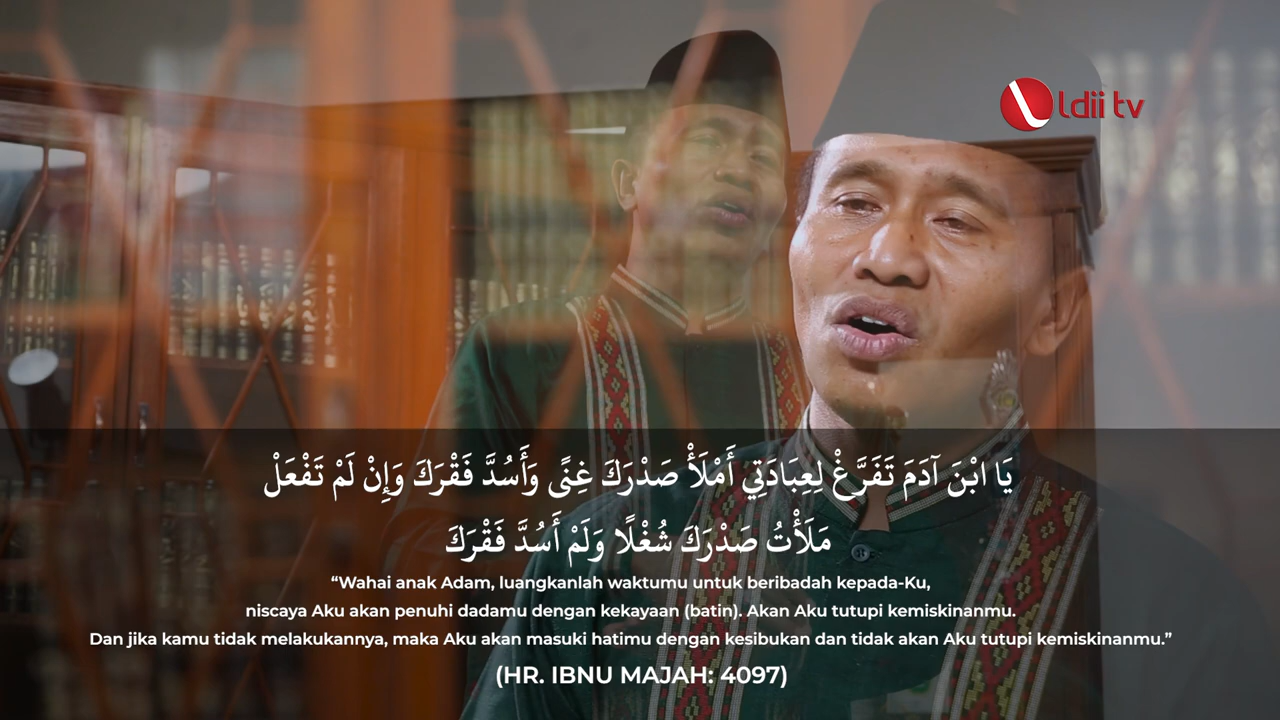 ldii tv
يَا ابْنَ آدَمَ تَفَرَّغْ لِعِبَادَتِي أَمْلَأْ صَدْرَكَ غِنًى وَأَسُدَّ فَقْرَكَ وَإِنْ لَمْ تَفْعَلْ
مَلَأْتُ صَدْرَكَ شُغْلًا وَلَمْ أَسُدَّ فَقْرَكَ
“Wahai anak Adam, luangkanlah waktumu untuk beribadah kepada-Ku,
niscaya Aku akan penuhi dadamu dengan kekayaan (batin). Akan Aku tutupi kemiskinanmu.
Dan jika kamu tidak melakukannya, maka Aku akan masuki hatimu dengan kesibukan dan tidak akan Aku tutupi kemiskinanmu.”
(HR. IBNU MAJAH: 4097)